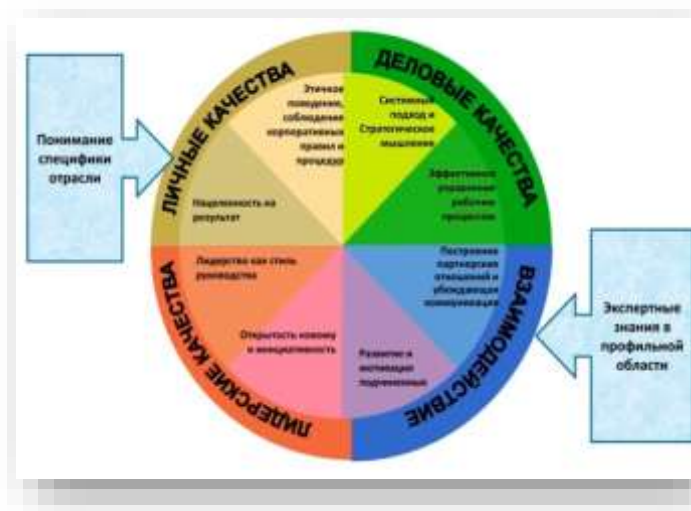 ЛИЧНЫЕ КАЧЕСТВА
ДЕЛОВЫЕ КАЧЕСТВА
Понимание
специфики
отрасли
Этичное
поведение,
соблюдение
корпоративных
правил и
процедур
Системный
подход и
Стратегическое
мышление
Нацеленность на
результат
Эффективное
управление
рабочим
процессом
Лидерство как стиль
руководства
Построение
партнерских
отношений и
убеждающая
коммуникация
Открытость новому
и инициативность
Развитие и
мотивация
подчиненных
Экспертные
знания в
профильной
области
ЛИДЕРСКИЕ КАЧЕСТВА
ВЗАИМОДЕЙСТВИЕ